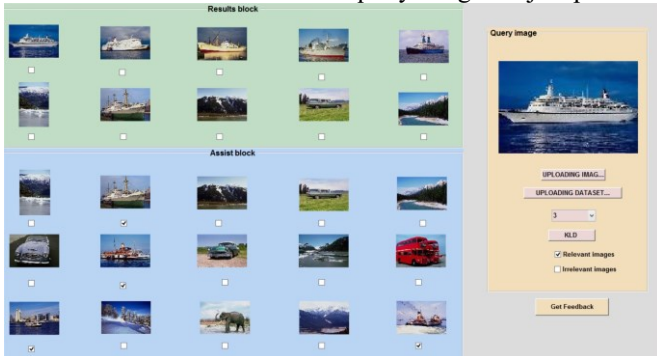 Results block
Query image
Assist block
UPLOADING IMAG...
UPLOADING DATASET....
3
KLD
Relevant Images
Irrelevant Images
Get Feedback